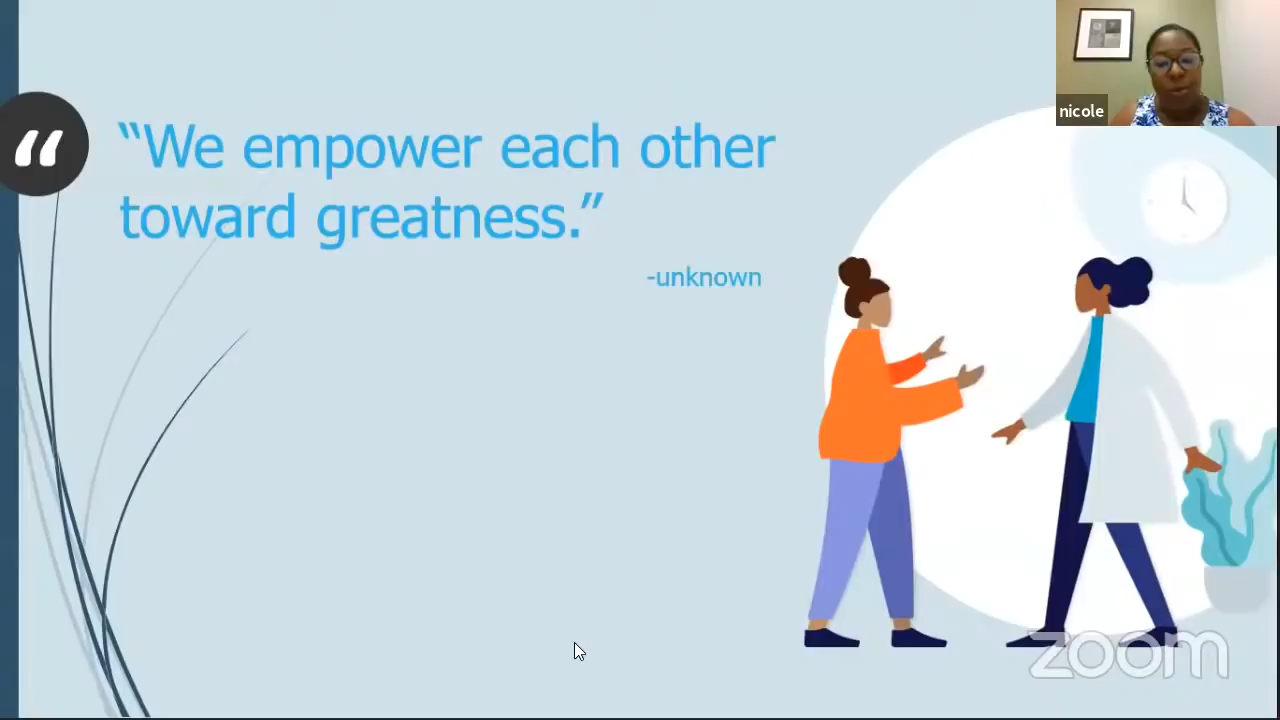 “We empower each other
toward greatness.”
-unknown
nicole
zoom